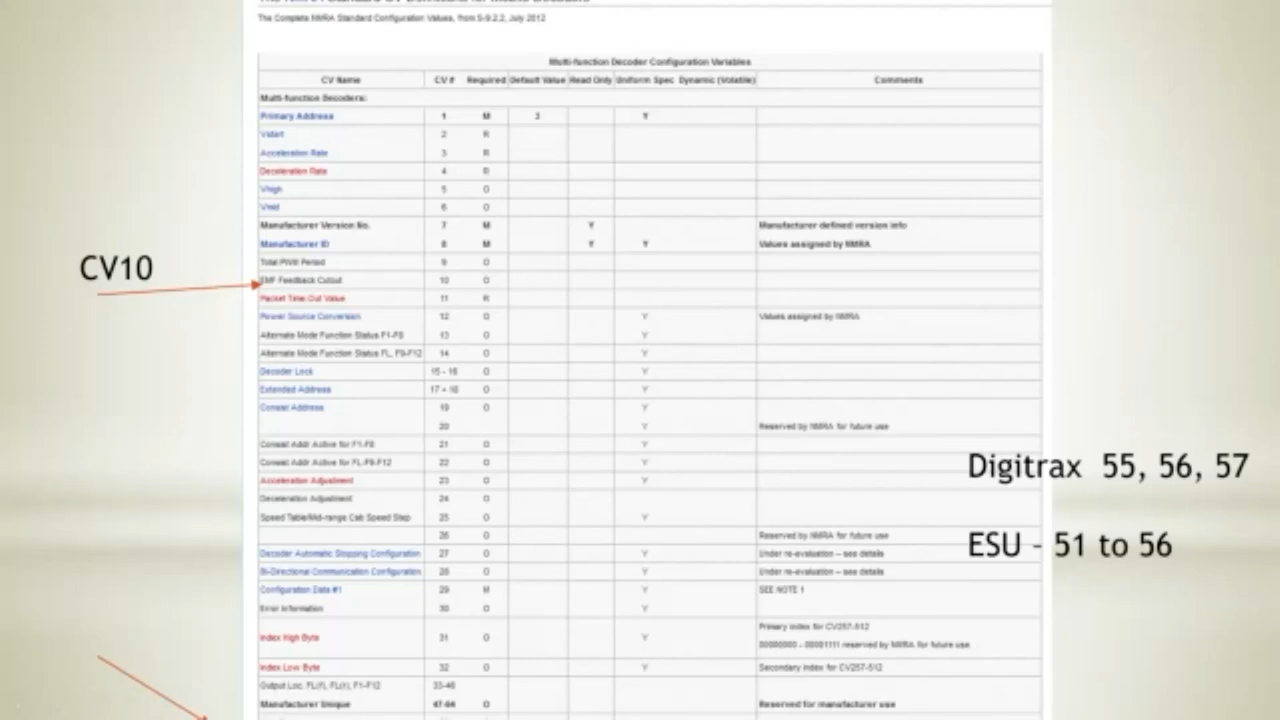 The Complete NMRA Standard Configuration Values, from S-9.2.2, July 2012
Multi-function Decoder Configuration Variables
CV Name CV # Required Default Value Read Only Uniform Spec Dynamic (Volatile) Comments
Multi-function Decoders:
Primary Address 1 M 3 Y
Vstart 2 R
Acceleration Rate 3 R
Deceleration Rate 4 R
Vhigh 5 O
Vmid 6 O
Manufacturer Version No. 7 M Y Manufacturer defined version info
Manufacturer ID 8 M Y Y Values assigned by NMRA
Total PWM Period 9 O
CV10
EMF Feedback Cutout 10 O
Packet Time-Out Value 11 R
Power Source Conversion 12 O Y Values assigned by NMRA
Alternate Mode Function Status F1-F8 13 O Y
Alternate Mode Function Status FL, F9-F12 14 O Y
Decoder Lock 15 - 16 O Y
Extended Address 17 + 18 O Y
Consist Address 19 O Y
20 Y Reserved by NMRA for future use
Consist Addr Active for F1-F8 21 O Y
Consist Addr Active for FL-F9-F12 22 O Y
Acceleration Adjustment 23 O Y
Deceleration Adjustment 24 O
Speed Table/Mid-range Cab Speed Step 25 O Y
26 O Reserved by NMRA for future use
Decoder Automatic Stopping Configuration 27 O Y Under re-evaluation – see details
Bi-Directional Communication Configuration 28 O Y Under re-evaluation – see details
Configuration Data #1 29 M Y SEE NOTE 1
Error Information 30 O Y
Index High Byte 31 O Y Primary index for CV257-512
00000000 - 00001111 reserved by NMRA for future use
Index Low Byte 32 O Y Secondary index for CV257-512
Output Loc. FL(f), FL(r), F1-F12 33-46
Manufacturer Unique 47-64 O Reserved for manufacturer use
Digitrax 55, 56, 57
ESU - 51 to 56